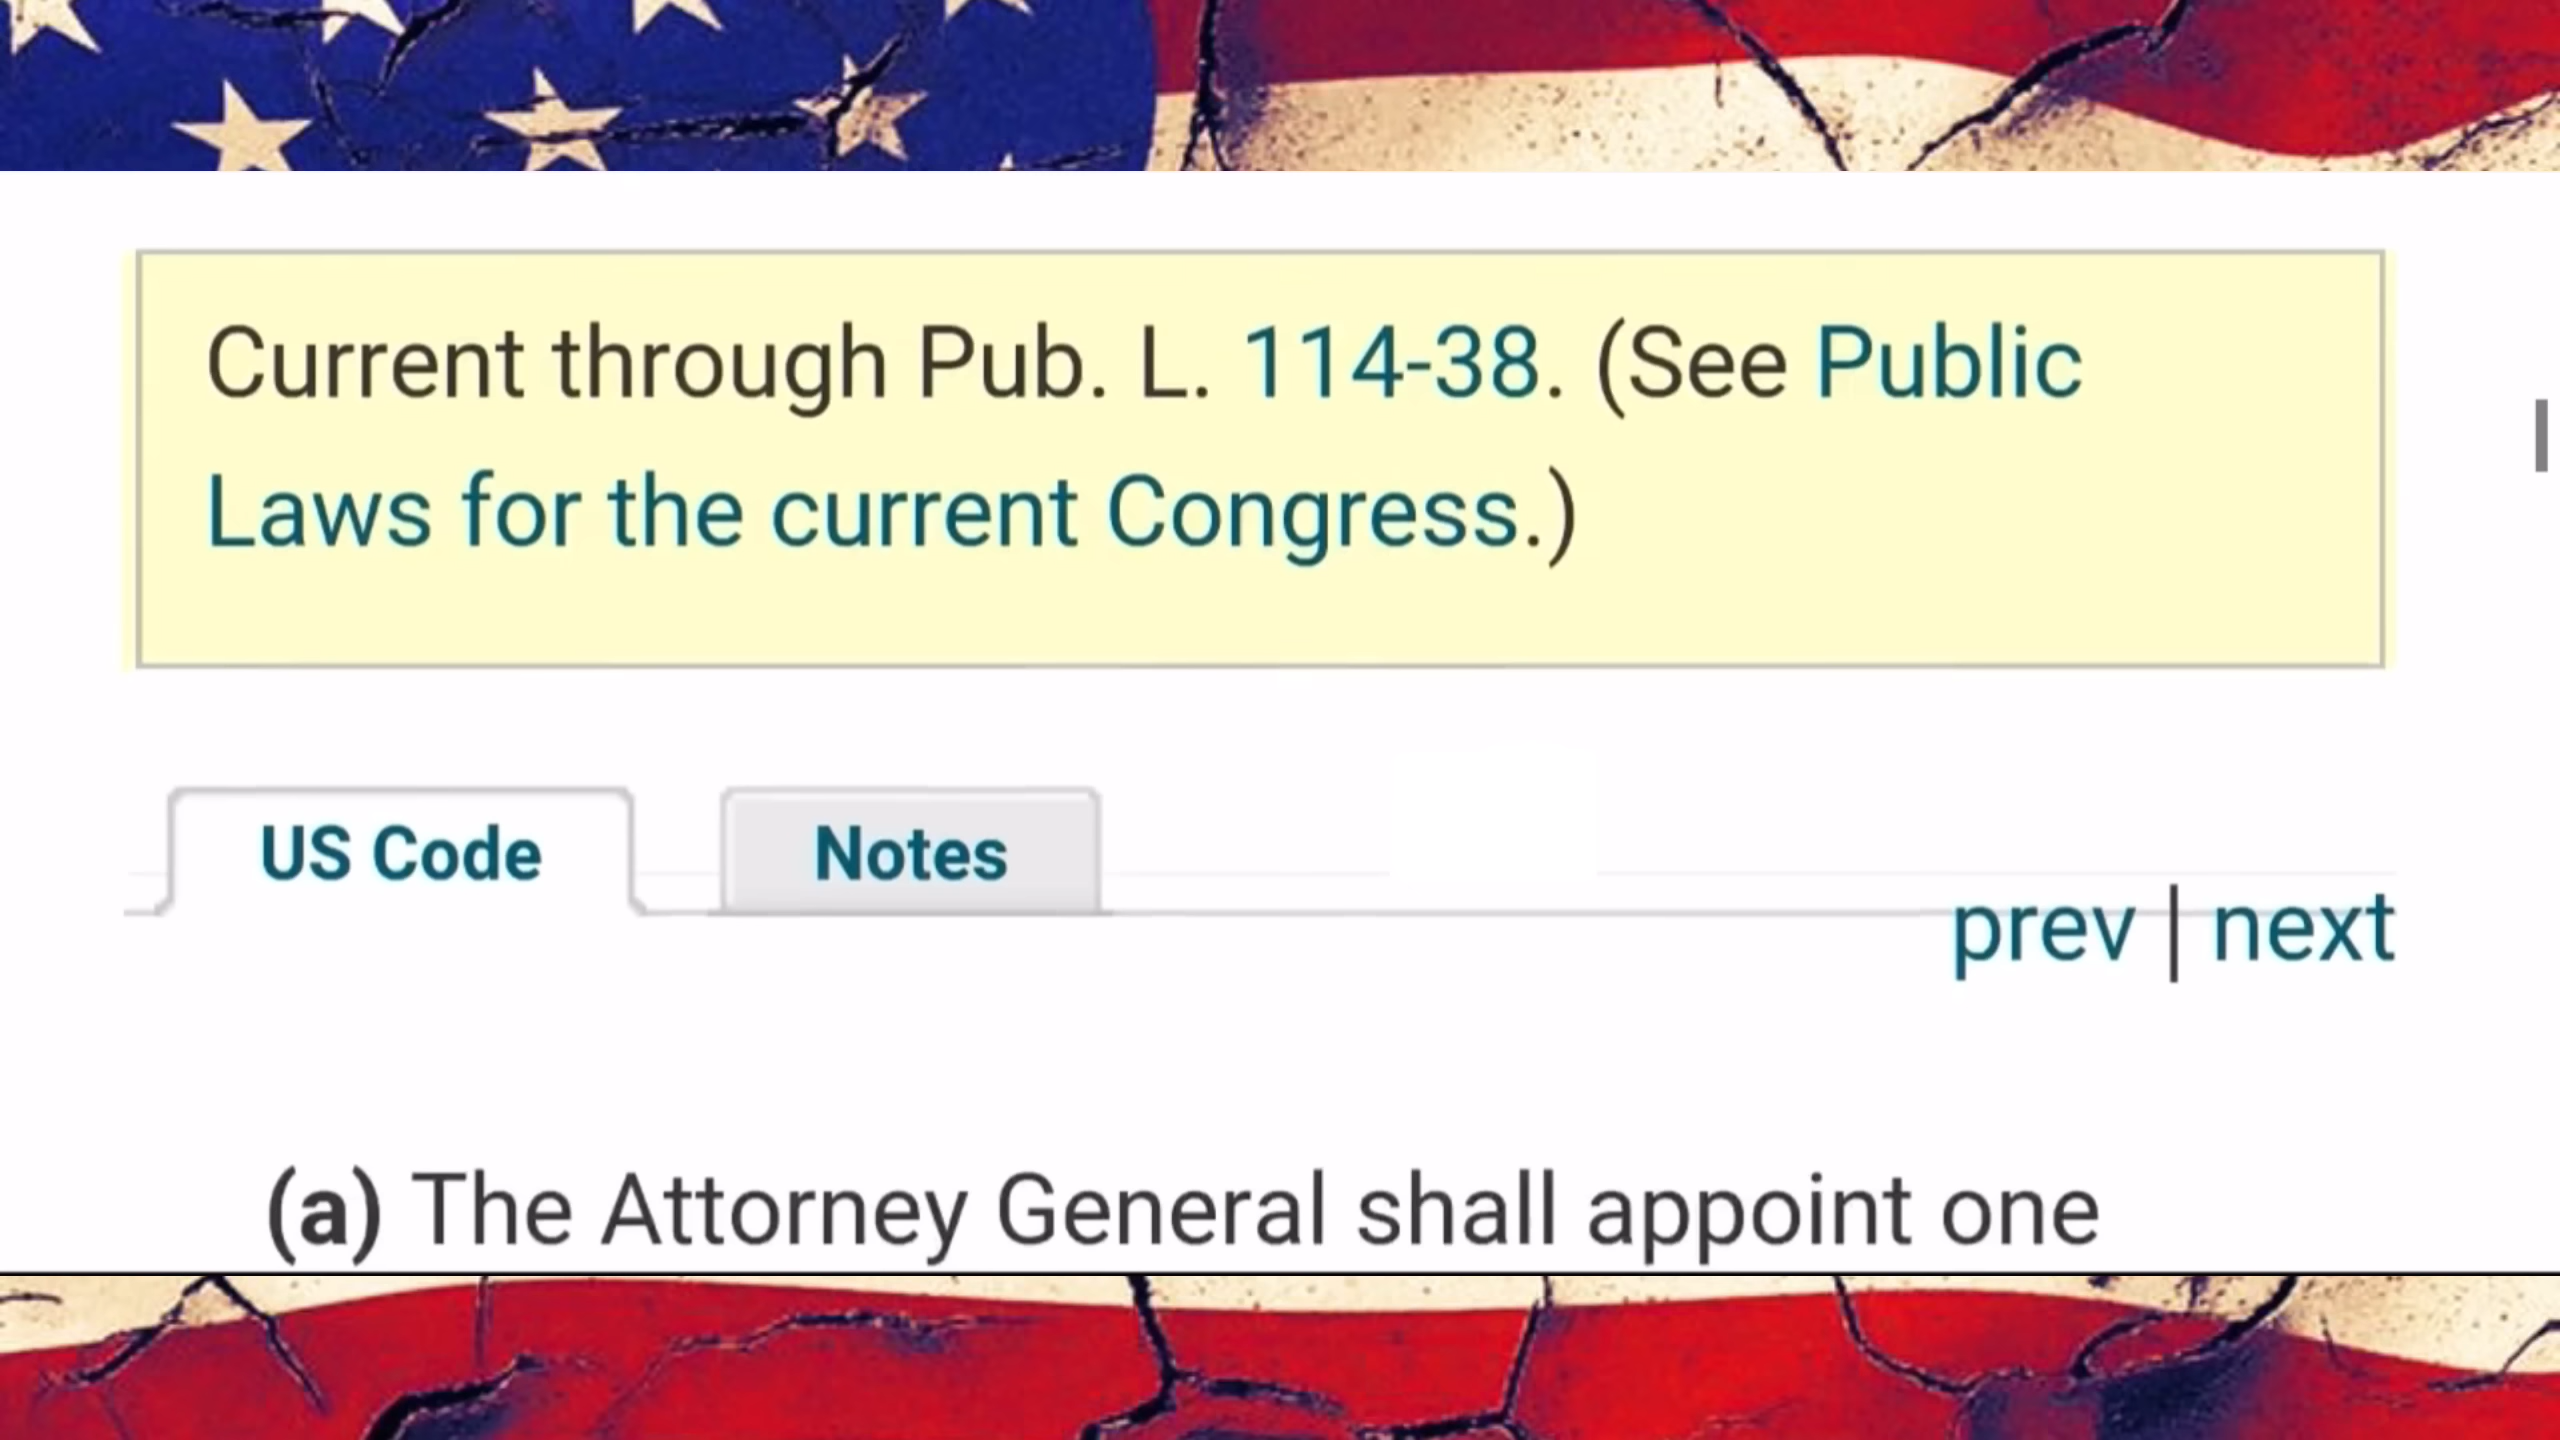 Current through Pub. L. 114-38. (See Public
Laws for the current Congress.)
US Code
Notes
prev | next
(a) The Attorney General shall appoint one